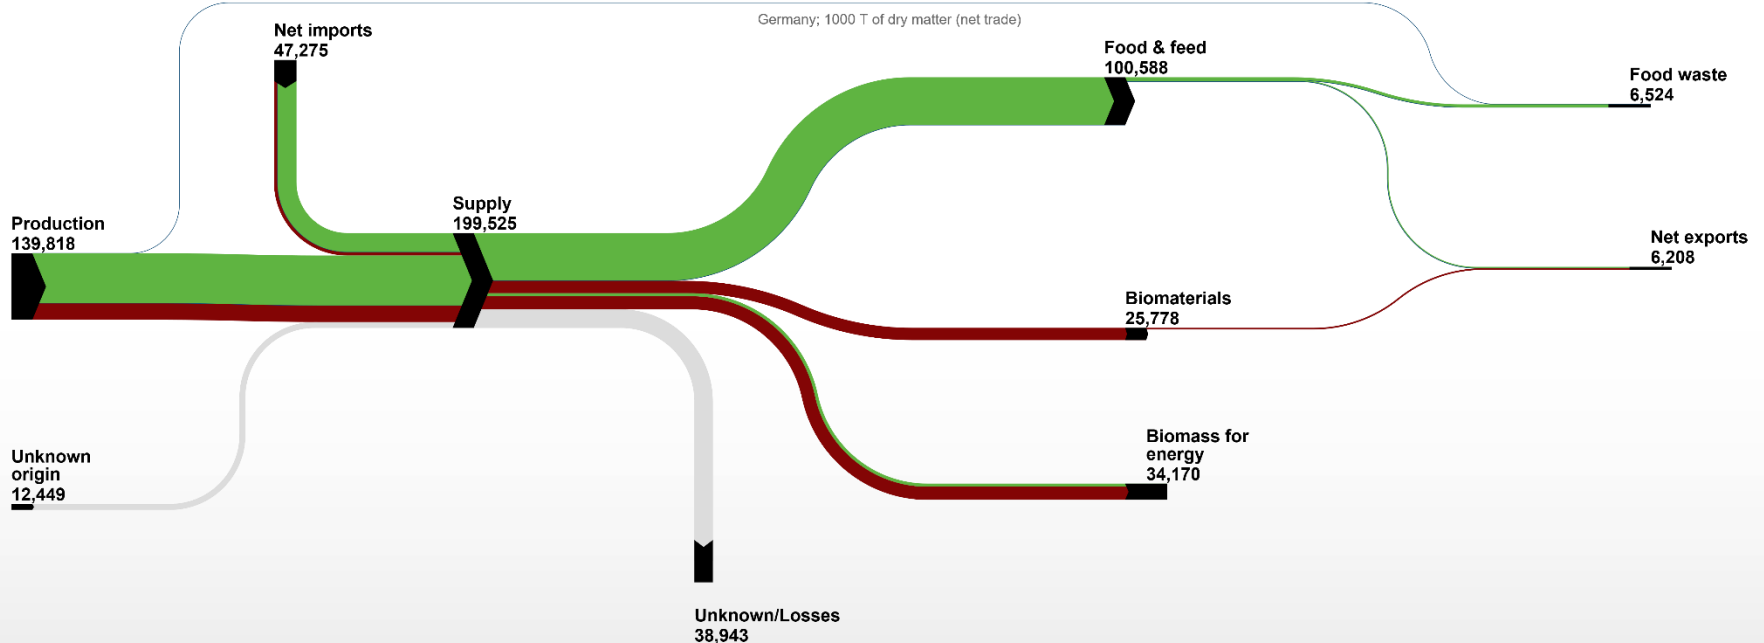 Germany; 1000 T of dry matter (net trade)
Net imports
47,275
Food & feed
100,588
Food waste
6,524
Production
139,818
Supply
199,525
Net exports
6,208
Biomaterials
25,778
Unknown
origin
12,449
Biomass for
energy
34,170
Unknown/Losses
38,943